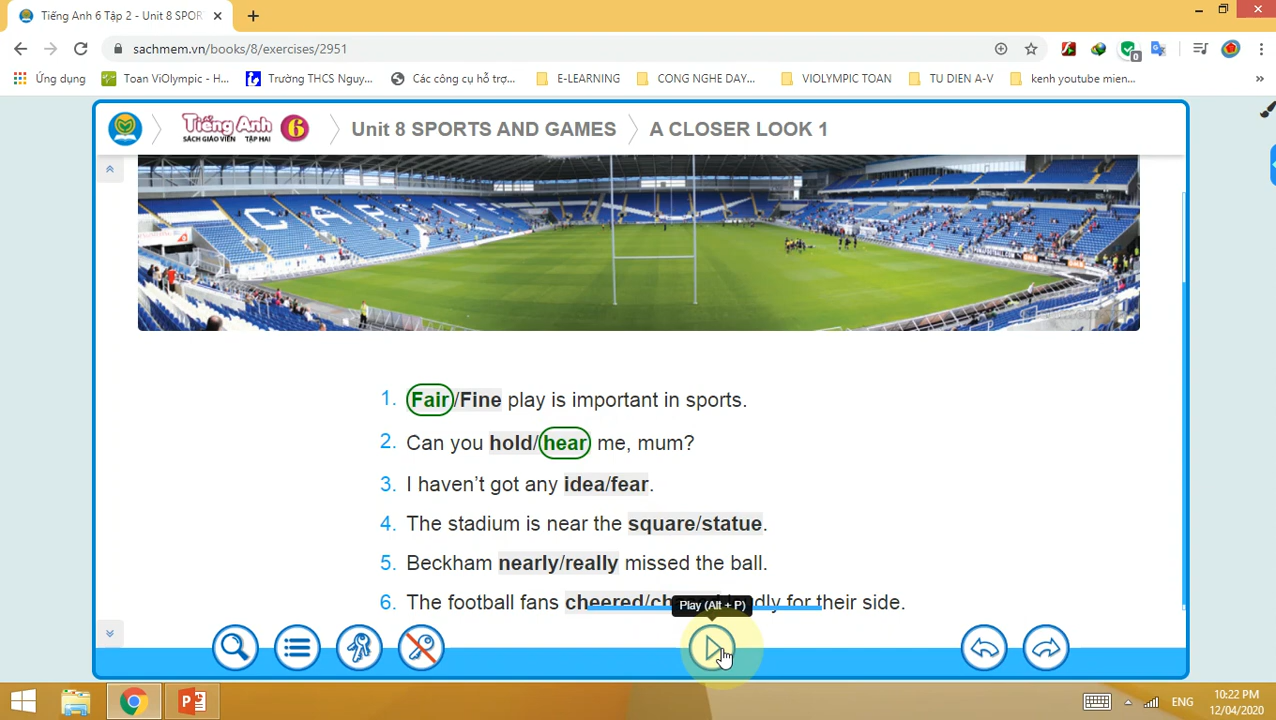 Tiếng Anh 6 Tập 2 - Unit 8 SPOR
sachmem.vn/books/8/exercises/2951
Ứng dụng Toan ViOlympic - H... Trường THCS Nguy... Các công cụ hỗ trợ... E-LEARNING CONG NGHE DAY... VIOLYMPIC TOAN TU DIEN A-V kenh youtube mien... »
Tiếng Anh 6 Unit 8 SPORTS AND GAMES A CLOSER LOOK 1
SÁCH GIÁO VIÊN TẬP HAI
1. Fair/Fine play is important in sports.
2. Can you hold/hear me, mum?
3. I haven't got any idea/fear.
4. The stadium is near the square/statue.
5. Beckham nearly/really missed the ball.
6. The football fans cheered/ for their side.
Play (Alt + P)
ENG
10:22 PM
12/04/2020